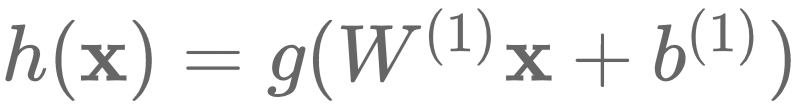 h(𝐱) = g(W⁽¹⁾𝐱 + b⁽¹⁾)